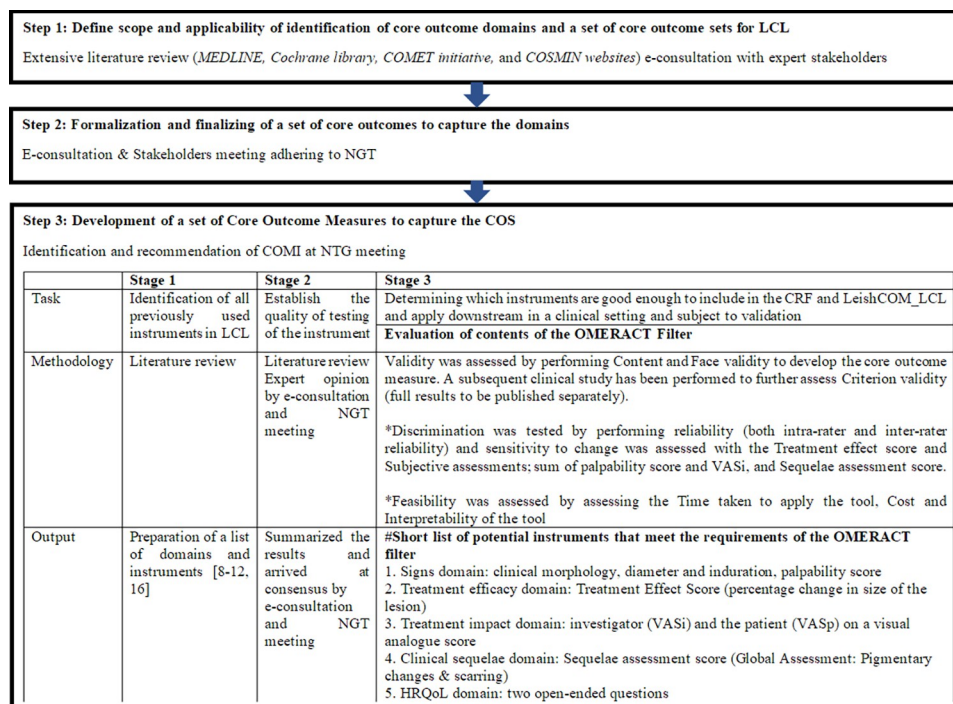 Step 1: Define scope and applicability of identification of core outcome domains and a set of core outcome sets for LCL
Extensive literature review (MEDLINE, Cochrane library, COMET initiative, and COSMIN websites) e-consultation with expert stakeholders
Step 2: Formalization and finalizing of a set of core outcomes to capture the domains
E-consultation & Stakeholders meeting adhering to NGT
Step 3: Development of a set of Core Outcome Measures to capture the COS
Identification and recommendation of COMI at NTG meeting
Stage 1
Stage 2
Stage 3
Task
Identification of all
previously used
instruments in LCL
Establish the
quality of testing
of the instrument
Determining which instruments are good enough to include in the CRF and LeishCOM_LCL
and apply downstream in a clinical setting and subject to validation
Evaluation of contents of the OMERACT Filter
Methodology
Literature review
Literature review
Expert opinion
by e-consultation
and NGT
meeting
Validity was assessed by performing Content and Face validity to develop the core outcome
measure. A subsequent clinical study has been performed to further assess Criterion validity
(full results to be published separately).
*Discrimination was tested by performing reliability (both intra-rater and inter-rater
reliability) and sensitivity to change was assessed with the Treatment effect score and
Subjective assessments; sum of palpability score and VASi, and Sequelae assessment score.
*Feasibility was assessed by assessing the Time taken to apply the tool, Cost and
Interpretability of the tool
Output
Preparation of a list
of domains and
instruments [8-12,
16]
Summarized the
results and
arrived at
consensus by
e-consultation
and NGT
meeting
#Short list of potential instruments that meet the requirements of the OMERACT
filter
1. Signs domain: clinical morphology, diameter and induration, palpability score
2. Treatment efficacy domain: Treatment Effect Score (percentage change in size of the
lesion)
3. Treatment impact domain: investigator (VASi) and the patient (VASp) on a visual
analogue score
4. Clinical sequelae domain: Sequelae assessment score (Global Assessment: Pigmentary
changes & scarring)
5. HRQoL domain: two open-ended questions